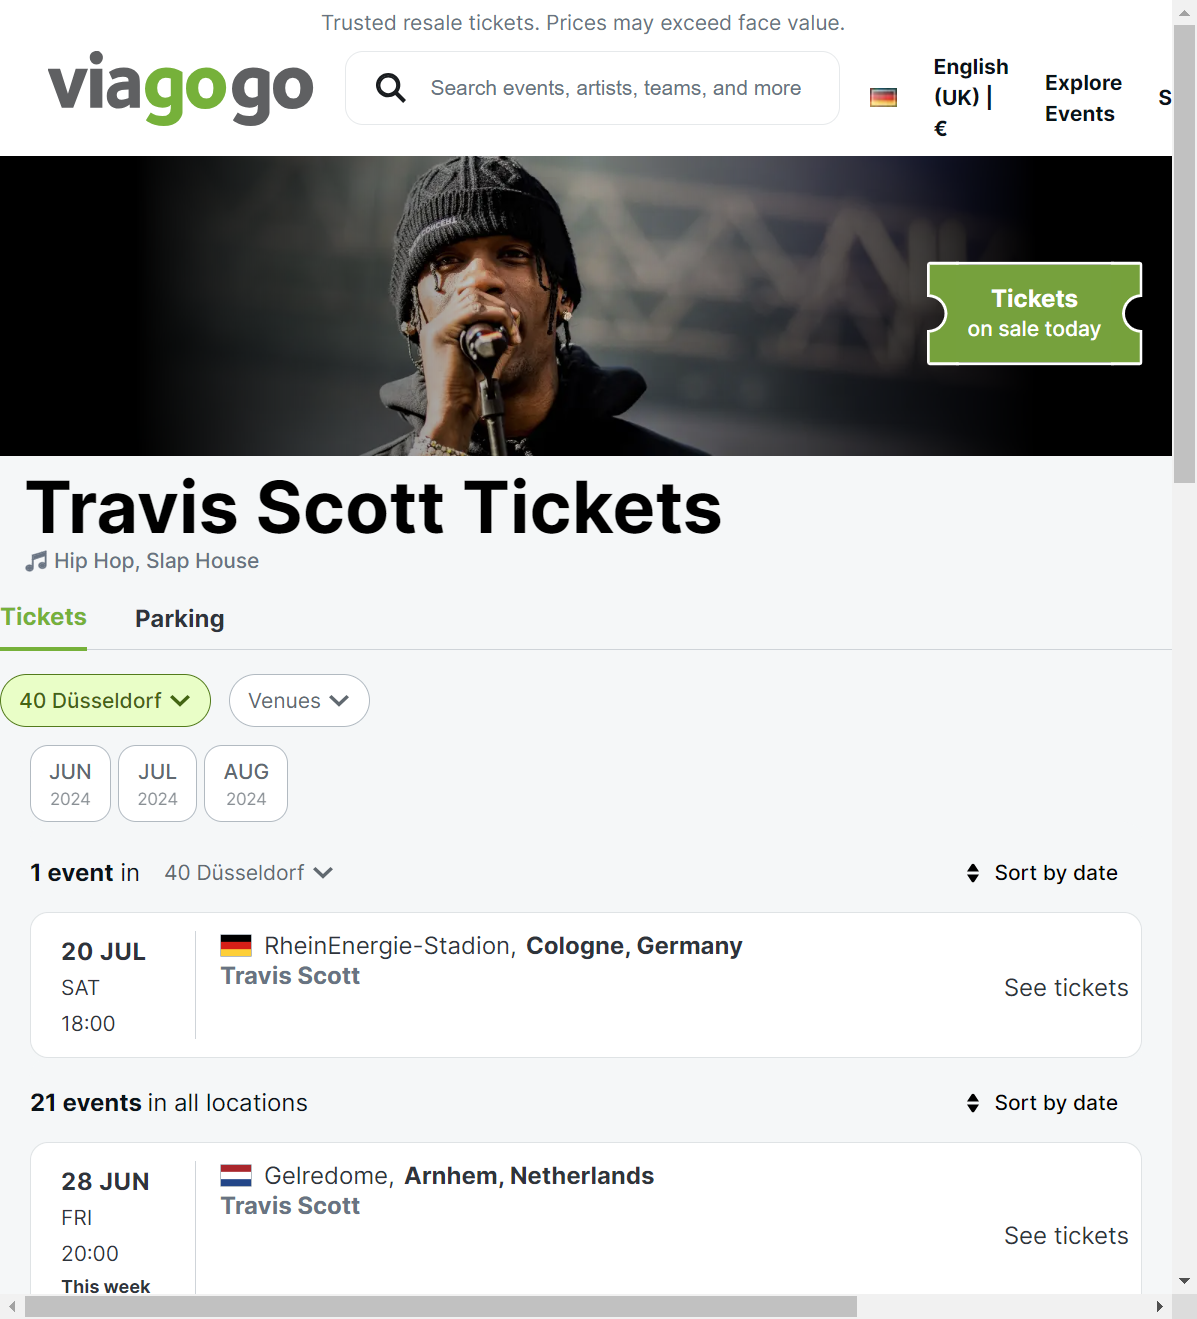 Trusted resale tickets. Prices may exceed face value.
viagogo
Search events, artists, teams, and more
English
(UK) |
€
Explore
Events
S
Tickets
on sale today
Travis Scott Tickets
Hip Hop, Slap House
Tickets
Parking
40 Düsseldorf
Venues
JUN
2024
JUL
2024
AUG
2024
1 event in 40 Düsseldorf
Sort by date
20 JUL
SAT
18:00
RheinEnergie-Stadion, Cologne, Germany
Travis Scott
See tickets
21 events in all locations
Sort by date
28 JUN
FRI
20:00
This week
Gelredome, Arnhem, Netherlands
Travis Scott
See tickets